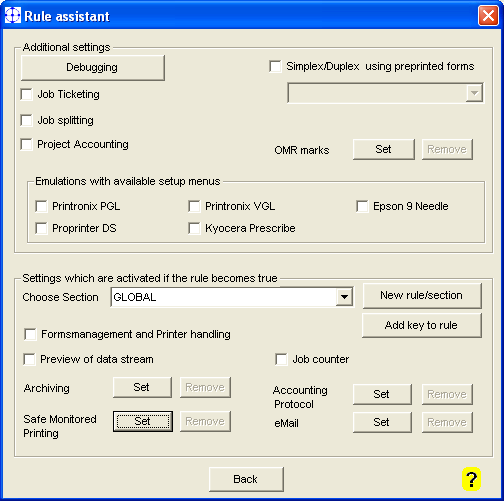 Rule assistant
Additional settings
Debugging
Simplex/Duplex using preprinted forms
Job Ticketing
Job splitting
Project Accounting
OMR marks Set Remove
Emulations with available setup menus
Printronix PGL Printronix VGL Epson 9 Needle
Proprinter DS Kyocera Prescribe
Settings which are activated if the rule becomes true
Choose Section GLOBAL New rule/section
Add key to rule
Formsmanagement and Printer handling
Preview of data stream Job counter
Archiving Set Remove
Accounting
Protocol Set Remove
Safe Monitored
Printing Set Remove
eMail Set Remove
Back ?